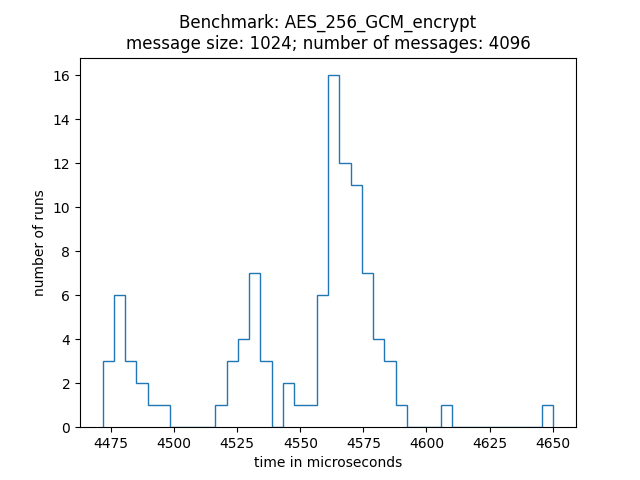 Benchmark: AES_256_GCM_encrypt
message size: 1024; number of messages: 4096
16
14
12
10
8
6
4
2
0
number of runs
4475 4500 4525 4550 4575 4600 4625 4650
time in microseconds